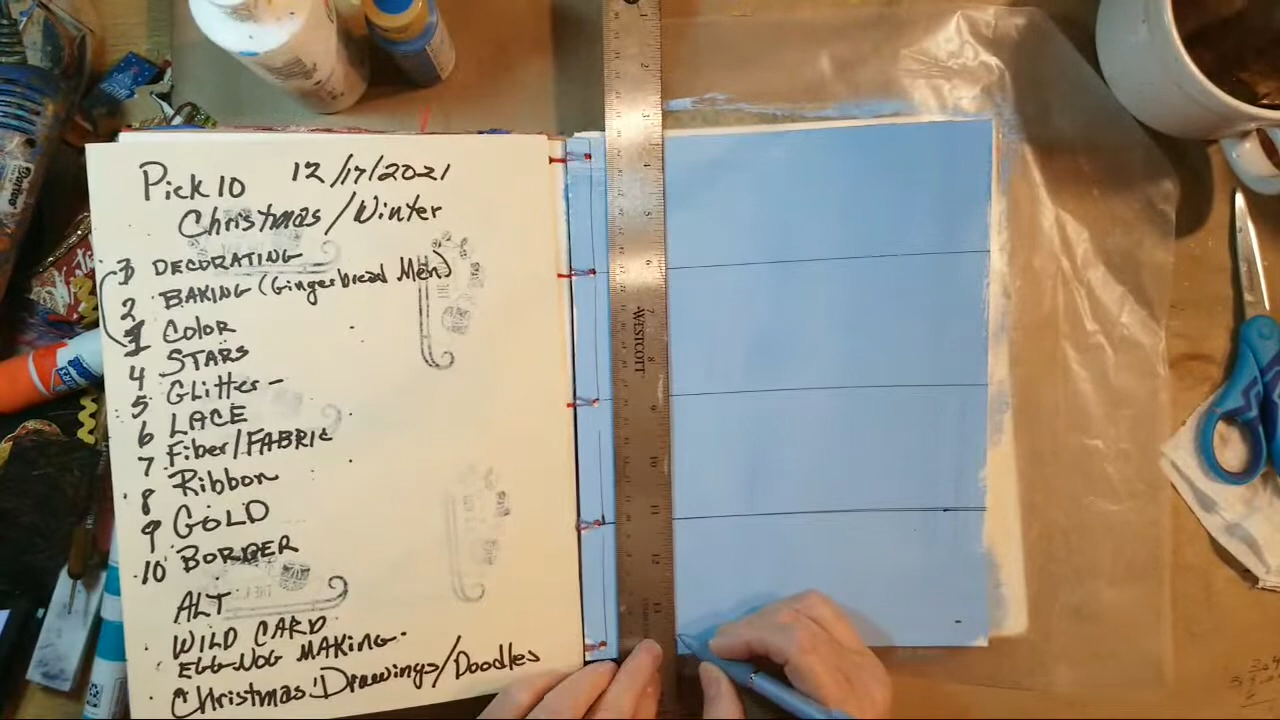 Pick 10 12/17/2021
Christmas/Winter
3 DECORATING
2 BAKING (Gingerbread Men)
1 Color
4 STARS
5 Glitter-
6 LACE
7 Fiber/FABRIC
8 Ribbon
9 GOLD
10 BORDER
ALT
WILD CARD
EGG-NOG MAKING.
Christmas Drawings/Doodles
WESTCOTT